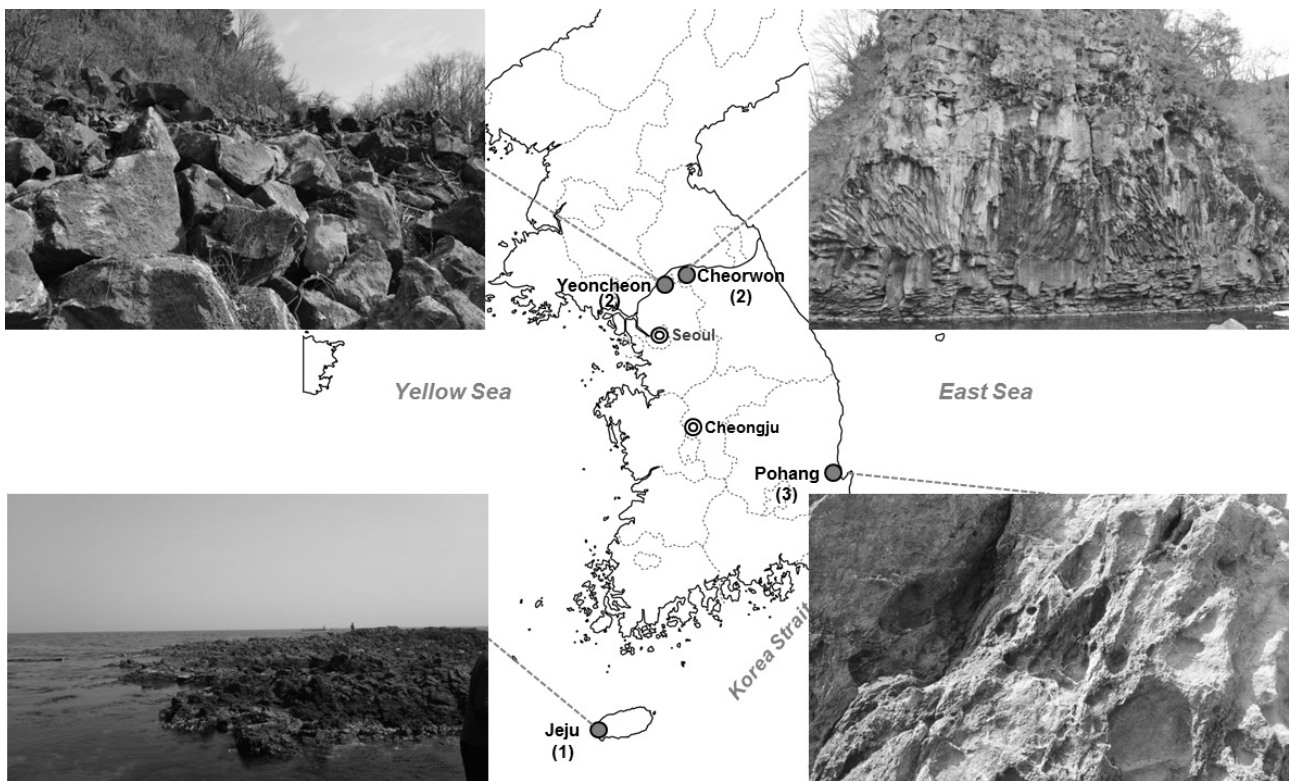 Yeoncheon
(2)
Cheorwon
(2)
Seoul
Yellow Sea
East Sea
Cheongju
Pohang
(3)
Korea Strait
Jeju
(1)